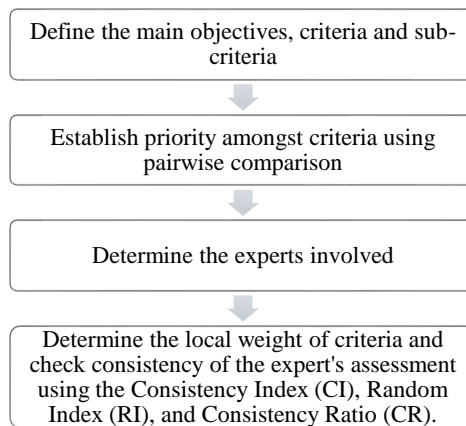 Define the main objectives, criteria and sub-
criteria
Establish priority amongst criteria using
pairwise comparison
Determine the experts involved
Determine the local weight of criteria and
check consistency of the expert's assessment
using the Consistency Index (CI), Random
Index (RI), and Consistency Ratio (CR).